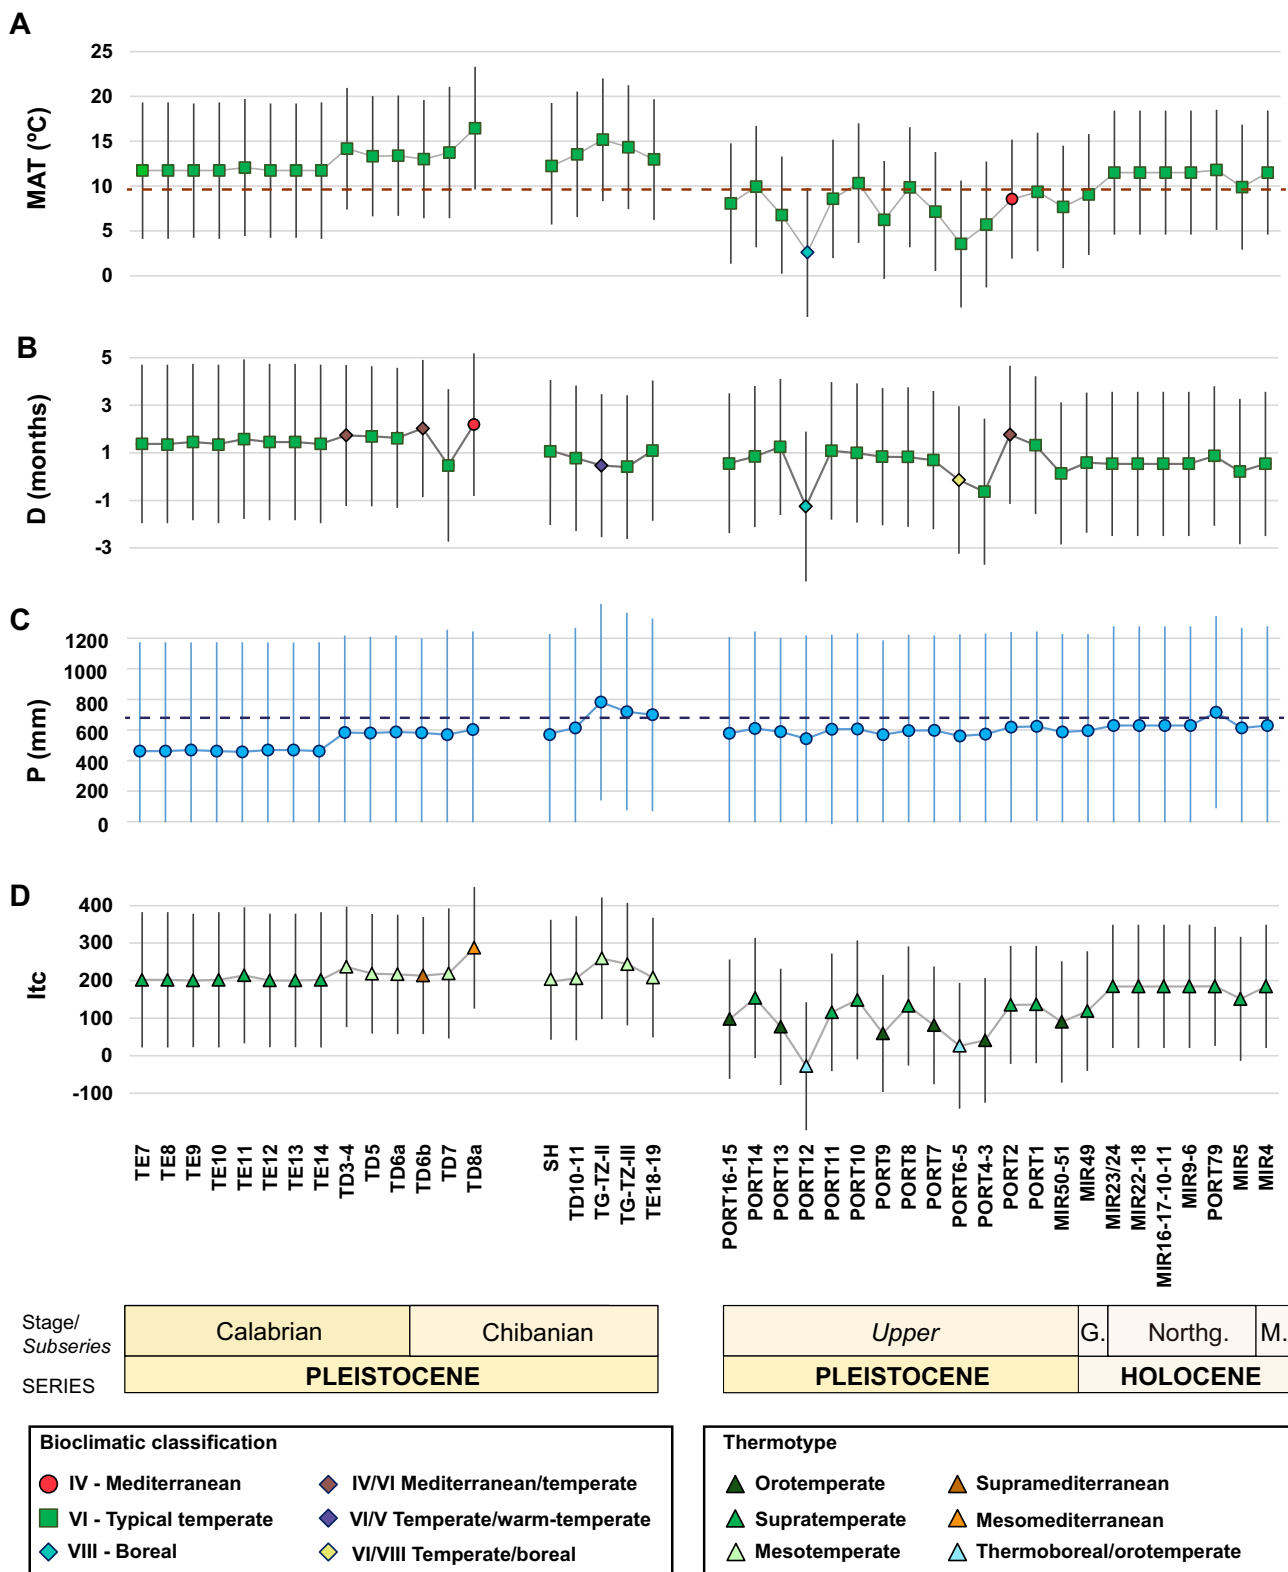 A
MAT (ºC)
25
20
15
10
5
0
B
D (months)
5
3
1
-1
-3
C
P (mm)
1200
1000
800
600
400
200
0
D
Itc
400
300
200
100
0
-100
TE7
TE8
TE9
TE10
TE11
TE12
TE13
TE14
TD3-4
TD5
TD6a
TD6b
TD7
TD8a
SH
TD10-11
TG-TZ-II
TG-TZ-III
TE18-19
PORT16-15
PORT14
PORT13
PORT12
PORT11
PORT10
PORT9
PORT8
PORT7
PORT6-5
PORT4-3
PORT2
PORT1
MIR50-51
MIR49
MIR23/24
MIR22-18
MIR16-17-10-11
MIR9-6
PORT79
MIR5
MIR4
Stage/
Subseries
Calabrian Chibanian Upper G. Northg. M.
SERIES PLEISTOCENE PLEISTOCENE HOLOCENE
Bioclimatic classification
IV - Mediterranean IV/VI Mediterranean/temperate
VI - Typical temperate VI/V Temperate/warm-temperate
VIII - Boreal VI/VIII Temperate/boreal
Thermotype
Orotemperate Supramediterranean
Supratemperate Mesomediterranean
Mesotemperate Thermoboreal/orotemperate